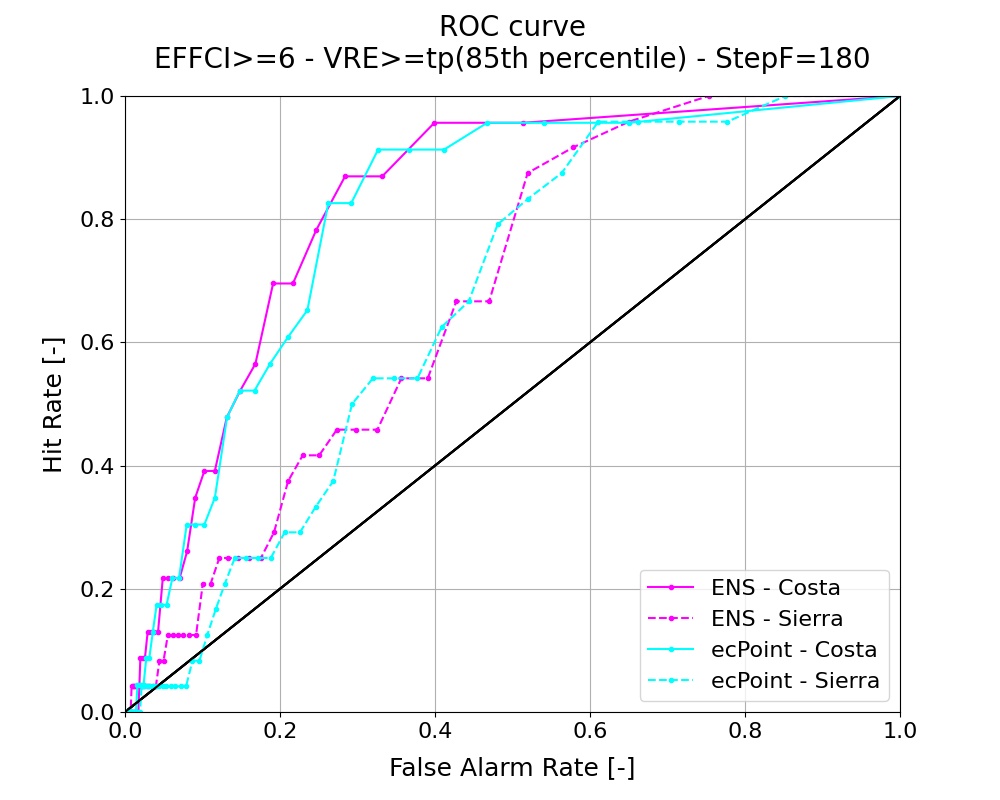 ROC curve
EFFCI>=6 - VRE>=tp(85th percentile) - StepF=180
1.0
0.8
0.6
0.4
0.2
0.0
Hit Rate [-]
ENS - Costa
ENS - Sierra
ecPoint - Costa
ecPoint - Sierra
0.0 0.2 0.4 0.6 0.8 1.0
False Alarm Rate [-]